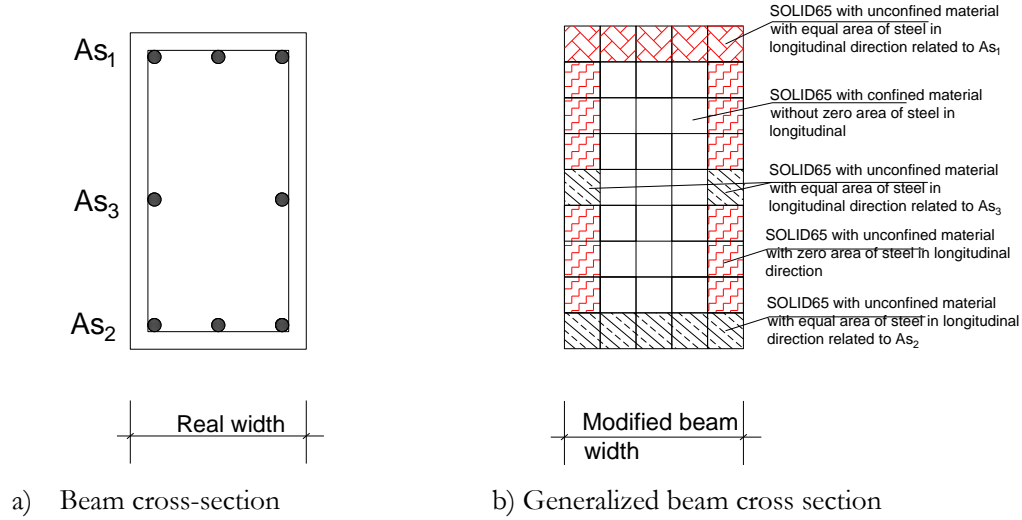 As1
As3
As2
Real width
a) Beam cross-section
SOLID65 with unconfined material
with equal area of steel in
longitudinal direction related to As1
SOLID65 with confined material
without zero area of steel in
longitudinal
SOLID65 with unconfined material
with equal area of steel in
longitudinal direction related to As3
SOLID65 with unconfined material
with zero area of steel in longitudinal
direction
SOLID65 with unconfined material
with equal area of steel in longitudinal
direction related to As2
Modified beam
width
b) Generalized beam cross section